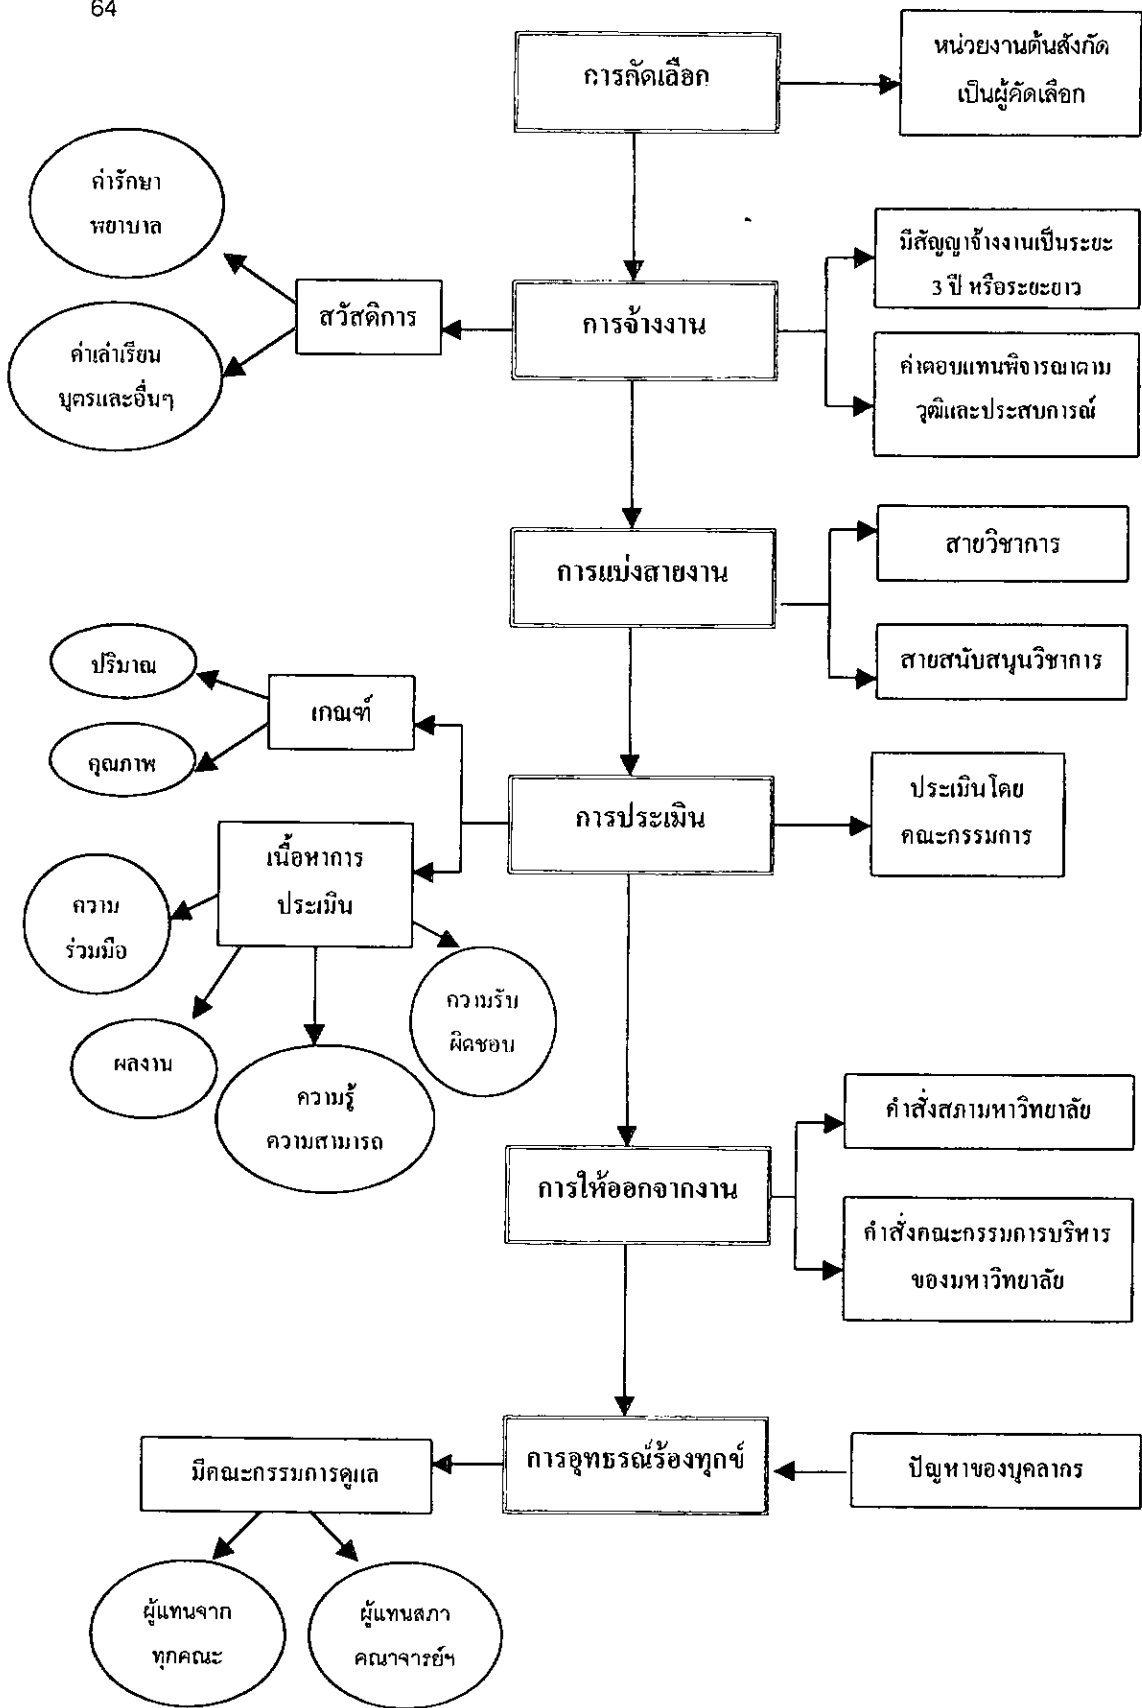 64
การคัดเลือก
หน่วยงานต้นสังกัด
เป็นผู้คัดเลือก
ค่ารักษา
พยาบาล
ค่าเล่าเรียน
บุตรและอื่นๆ
สวัสดิการ
การจ้างงาน
มีสัญญาจ้างงานเป็นระยะ
3 ปี หรือระยะยาว
ค่าตอบแทนพิจารณาตาม
วุฒิและประสบการณ์
การแบ่งสายงาน
สายวิชาการ
สายสนับสนุนวิชาการ
ปริมาณ
คุณภาพ
เกณฑ์
การประเมิน
ประเมินโดย
คณะกรรมการ
เนื้อหาการ
ประเมิน
ความ
ร่วมมือ
ผลงาน
ความรู้
ความสามารถ
ความรับ
ผิดชอบ
การให้ออกจากงาน
คำสั่งสภามหาวิทยาลัย
คำสั่งคณะกรรมการบริหาร
ของมหาวิทยาลัย
การอุทธรณ์ร้องทุกข์
ปัญหาของบุคลากร
มีคณะกรรมการดูแล
ผู้แทนจาก
ทุกคณะ
ผู้แทนสภา
คณาจารย์ฯ